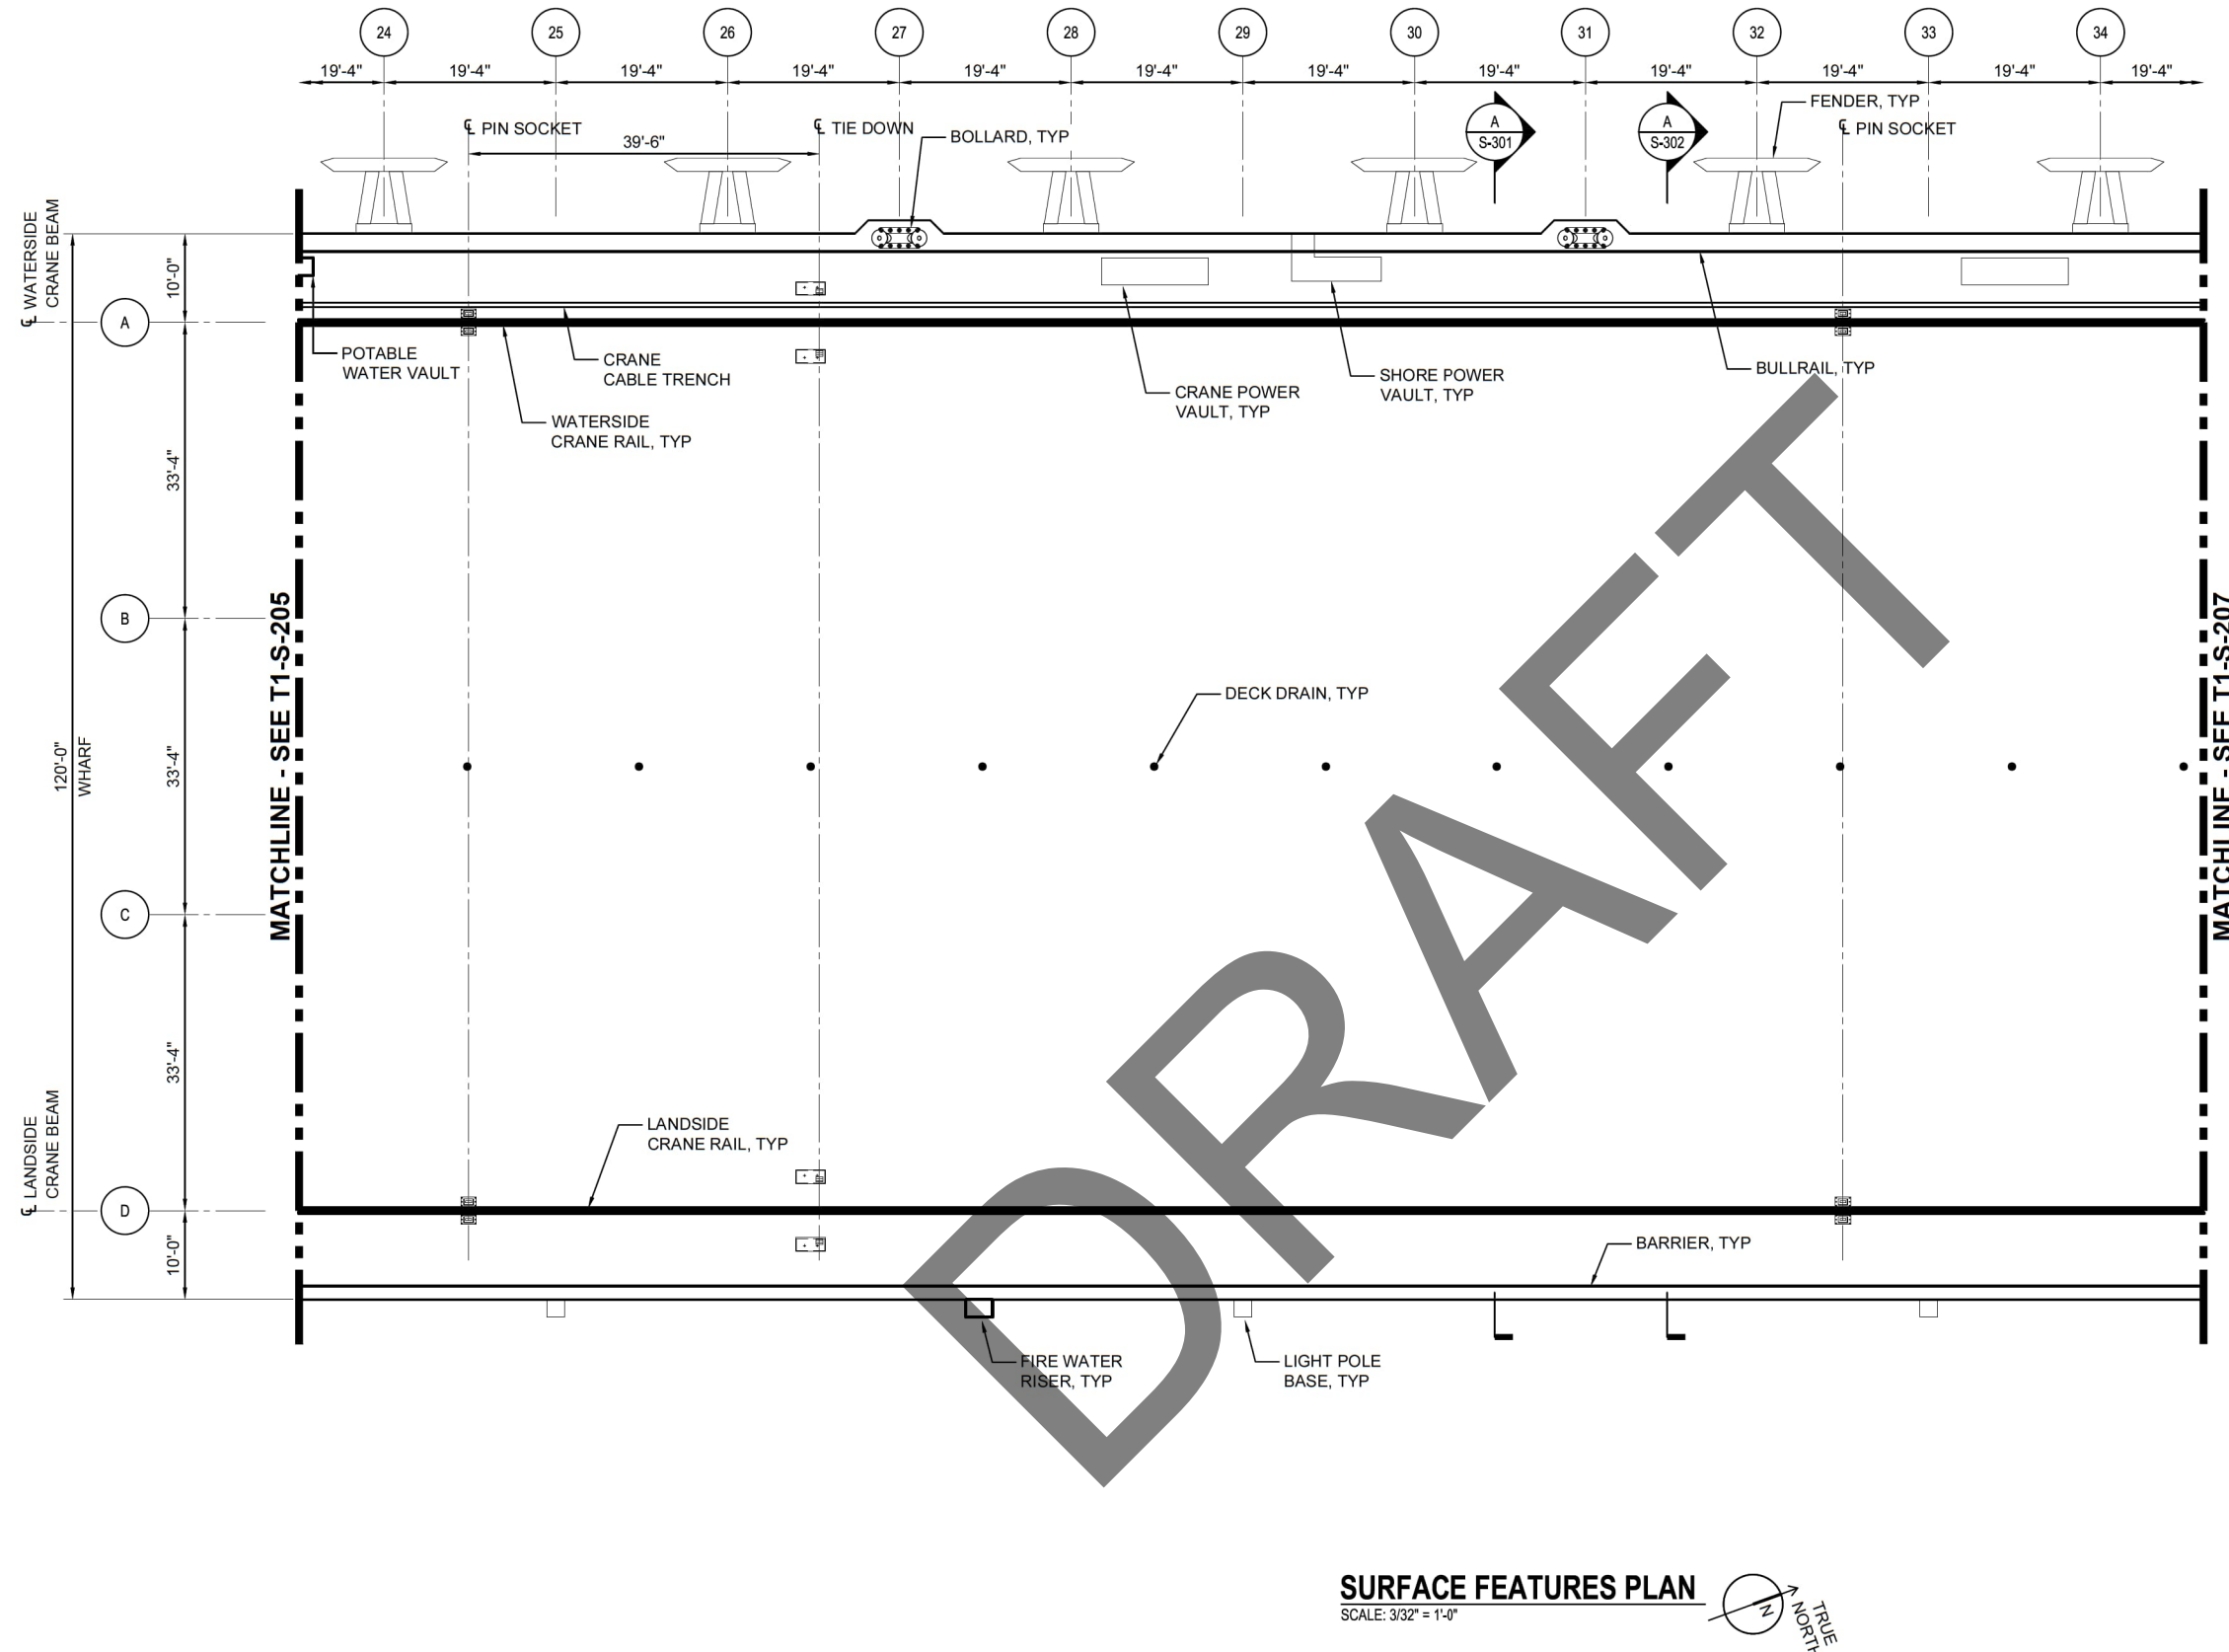 24 25 26 27 28 29 30 31 32 33 34
19'-4" 19'-4" 19'-4" 19'-4" 19'-4" 19'-4" 19'-4" 19'-4" 19'-4" 19'-4" 19'-4" 19'-4"
℄ PIN SOCKET
39'-6"
℄ TIE DOWN
BOLLARD, TYP
A
S-301
A
S-302
FENDER, TYP
℄ PIN SOCKET
℄ WATERSIDE
CRANE BEAM
10'-0"
A
POTABLE
WATER VAULT
CRANE
CABLE TRENCH
WATERSIDE
CRANE RAIL, TYP
CRANE POWER
VAULT, TYP
SHORE POWER
VAULT, TYP
BULLRAIL, TYP
33'-4"
B
MATCHLINE - SEE T1-S-205
MATCHLINE - SEE T1-S-207
DECK DRAIN, TYP
120'-0"
WHARF
33'-4"
C
33'-4"
LANDSIDE
CRANE RAIL, TYP
℄ LANDSIDE
CRANE BEAM
D
10'-0"
BARRIER, TYP
FIRE WATER
RISER, TYP
LIGHT POLE
BASE, TYP
DRAFT
SURFACE FEATURES PLAN
SCALE: 3/32" = 1'-0"
N
TRUE
NORTH